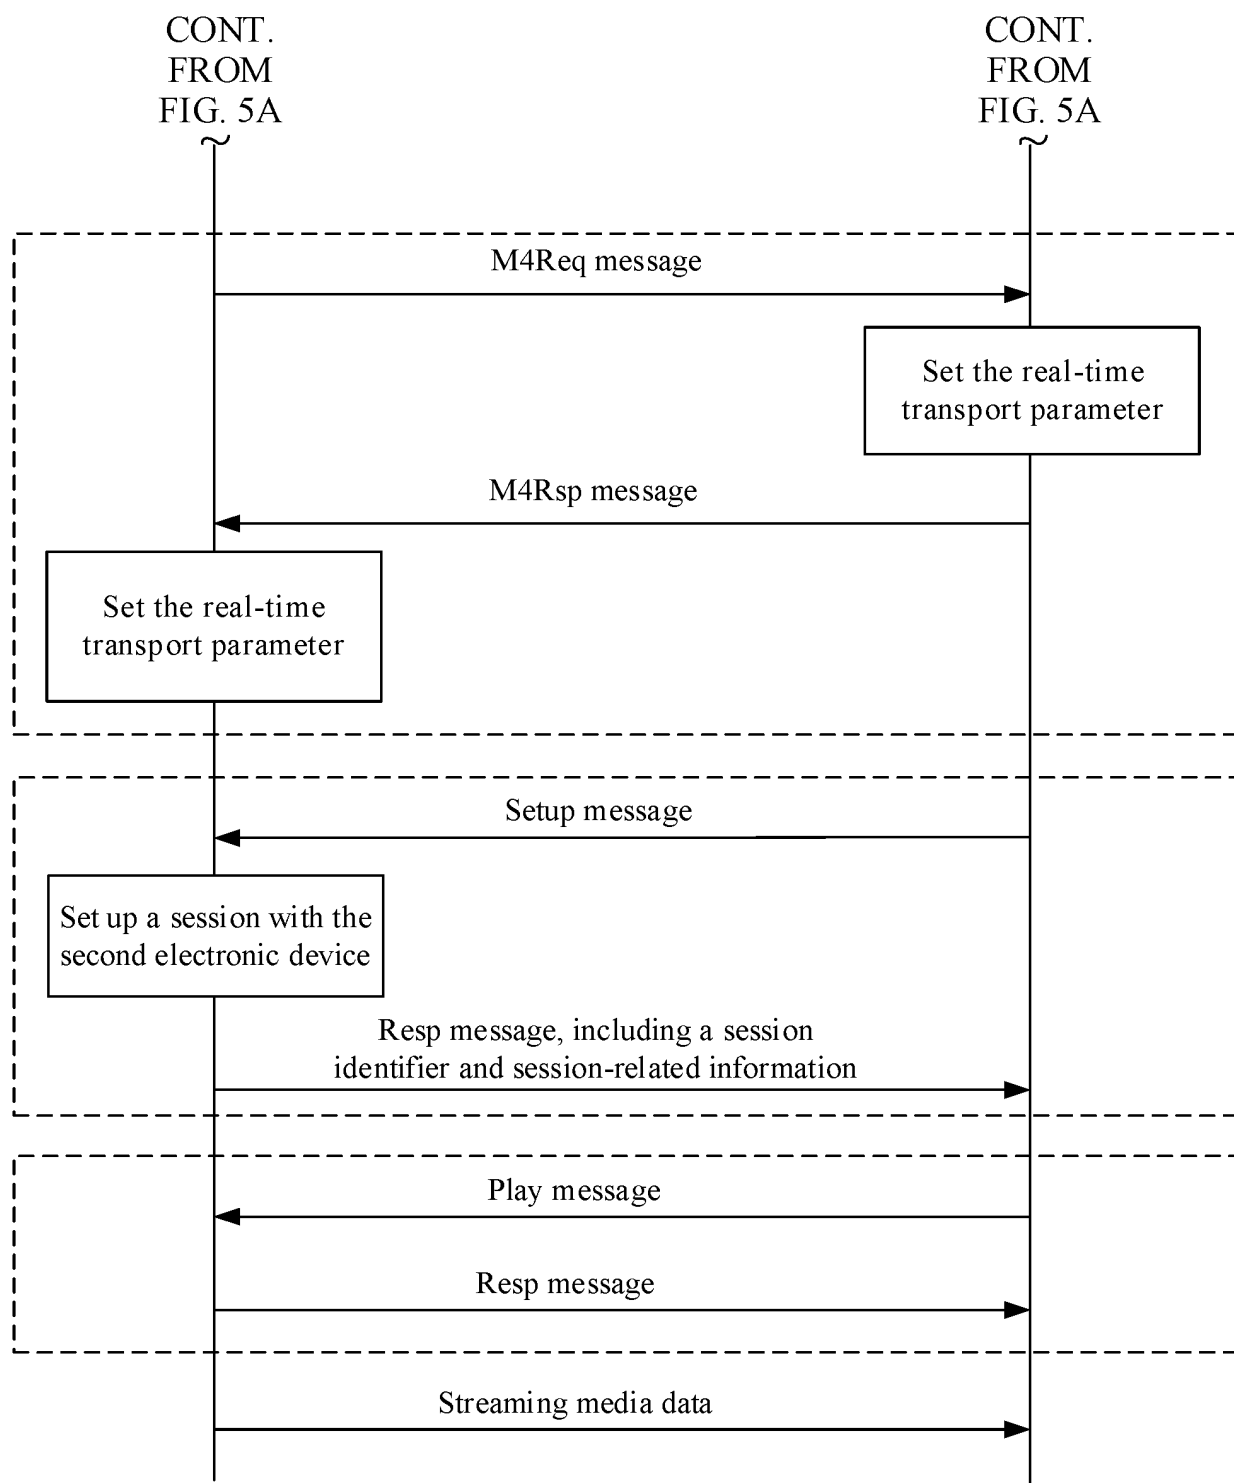 CONT.
FROM
FIG. 5A
CONT.
FROM
FIG. 5A
M4Req message
Set the real-time
transport parameter
M4Rsp message
Set the real-time
transport parameter
Setup message
Set up a session with the
second electronic device
Resp message, including a session
identifier and session-related information
Play message
Resp message
Streaming media data